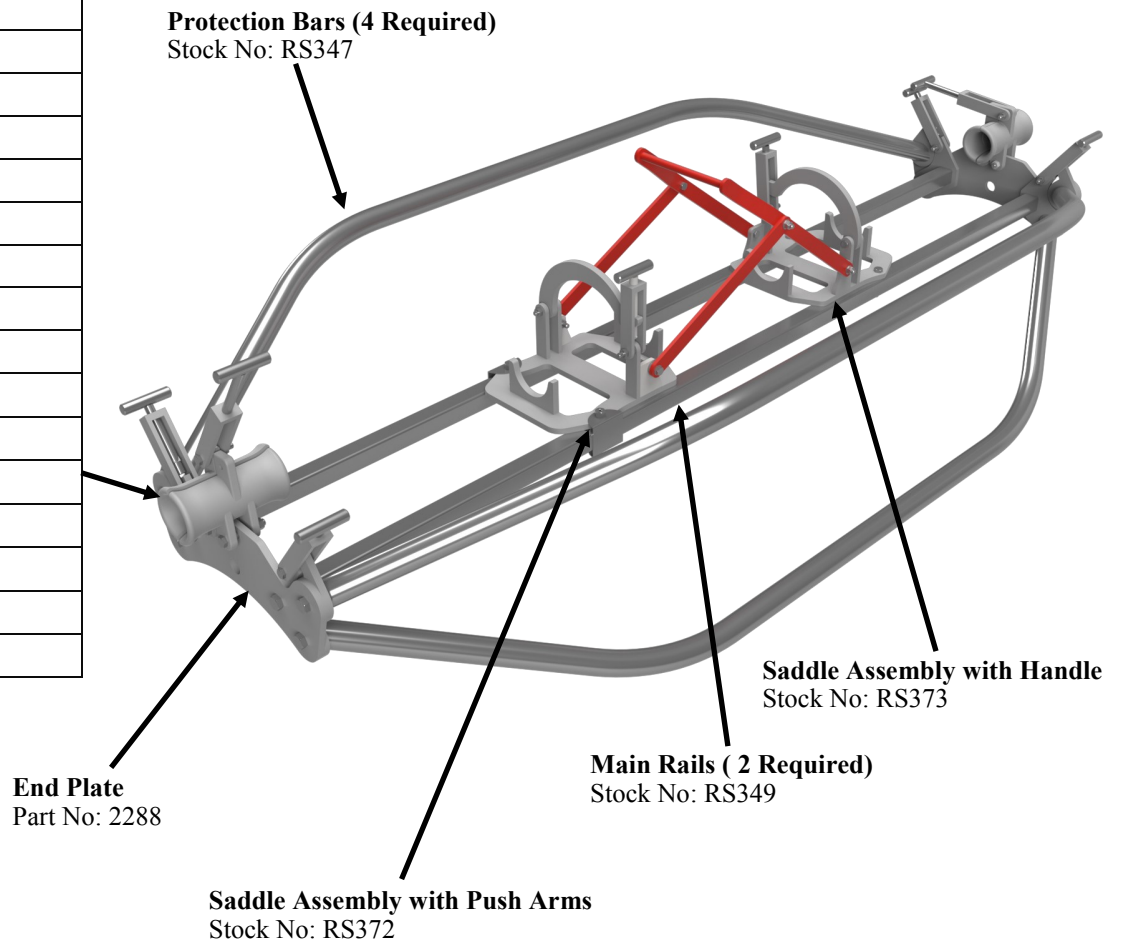 Protection Bars (4 Required)
Stock No: RS347
Saddle Assembly with Handle
Stock No: RS373
Main Rails ( 2 Required)
Stock No: RS349
End Plate
Part No: 2288
Saddle Assembly with Push Arms
Stock No: RS372